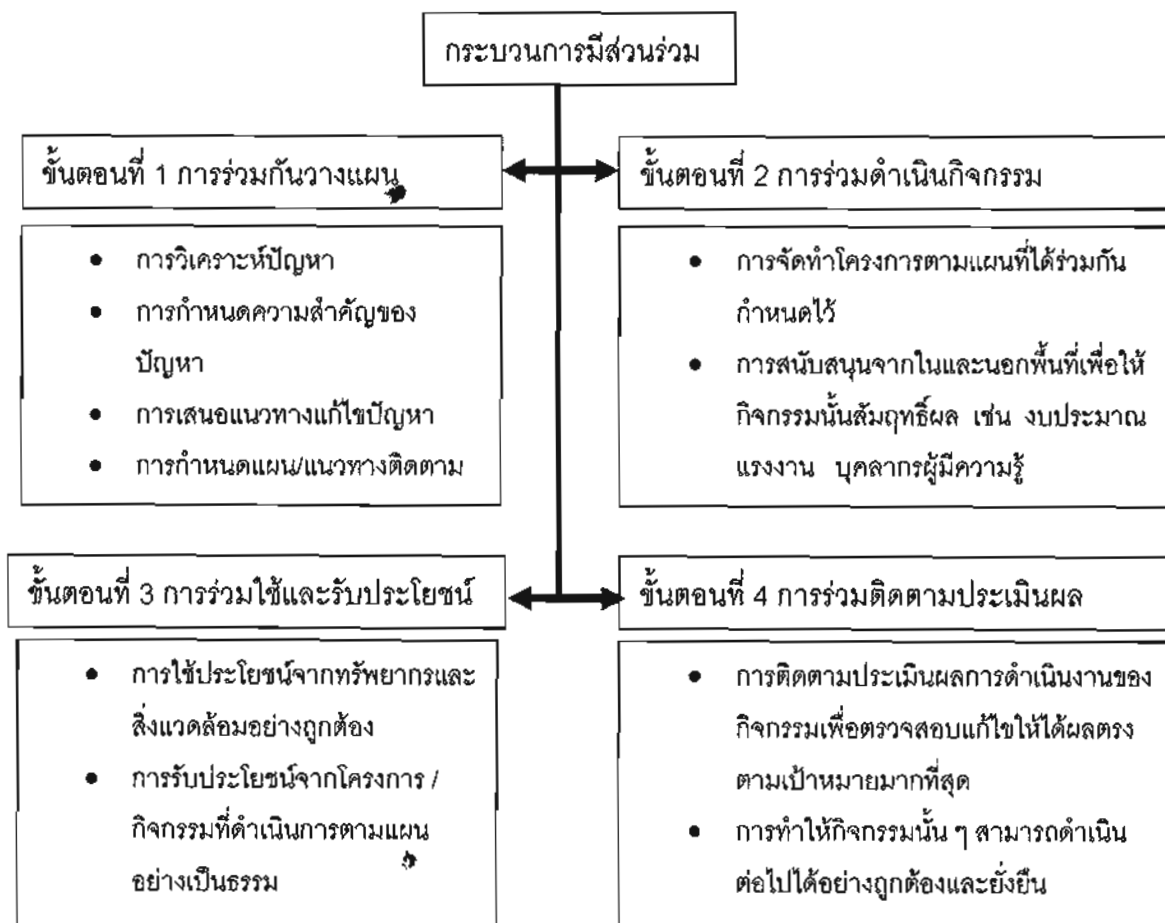 กระบวนการมีส่วนร่วม
ขั้นตอนที่ 1 การร่วมกันวางแผน
• การวิเคราะห์ปัญหา
• การกำหนดความสำคัญของ
ปัญหา
• การเสนอแนวทางแก้ไขปัญหา
• การกำหนดแผน/แนวทางติดตาม
ขั้นตอนที่ 2 การร่วมดำเนินกิจกรรม
• การจัดทำโครงการตามแผนที่ได้ร่วมกัน
กำหนดไว้
• การสนับสนุนจากในและนอกพื้นที่เพื่อให้
กิจกรรมนั้นสัมฤทธิ์ผล เช่น งบประมาณ
แรงงาน บุคลากรผู้มีความรู้
ขั้นตอนที่ 3 การร่วมใช้และรับประโยชน์
• การใช้ประโยชน์จากทรัพยากรและ
สิ่งแวดล้อมอย่างถูกต้อง
• การรับประโยชน์จากโครงการ /
กิจกรรมที่ดำเนินการตามแผน
อย่างเป็นธรรม
ขั้นตอนที่ 4 การร่วมติดตามประเมินผล
• การติดตามประเมินผลการดำเนินงานของ
กิจกรรมเพื่อตรวจสอบแก้ไขให้ได้ผลตรง
ตามเป้าหมายมากที่สุด
• การทำให้กิจกรรมนั้น ๆ สามารถดำเนิน
ต่อไปได้อย่างถูกต้องและยั่งยืน